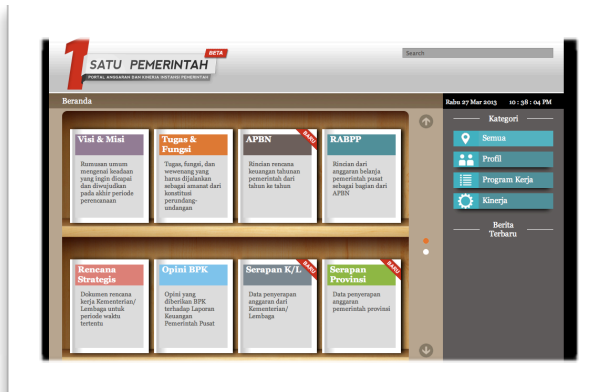 1
BETA
SATU PEMERINTAH
PORTAL ANGGARAN DAN KINERJA INSTANSI PEMERINTAH
Search
Beranda
Rabu 27 Mar 2013 10 : 38 : 04 PM
Visi & Misi
Rumusan umum
mengenai keadaan
yang ingin dicapai
dan diwujudkan
pada akhir periode
perencanaan
Tugas &
Fungsi
Tugas, fungsi, dan
wewenang yang
harus dijalankan
sebagai amanat dari
konstitusi
perundang-
undangan
APBN
BARU
Rincian rencana
keuangan tahunan
pemerintah dari
tahun ke tahun
RABPP
Rincian dari
anggaran belanja
pemerintah pusat
sebagai bagian dari
APBN
Rencana
Strategis
Dokumen rencana
kerja Kementerian/
Lembaga untuk
periode waktu
tertentu
Opini BPK
Opini yang
diberikan BPK
terhadap Laporan
Keuangan
Pemerintah Pusat
Serapan K/L
BARU
Data penyerapan
anggaran dari
Kementerian/
Lembaga
Serapan
Provinsi
BARU
Data penyerapan
anggaran
pemerintah provinsi
Kategori
Semua
Profil
Program Kerja
Kinerja
Berita
Terbaru